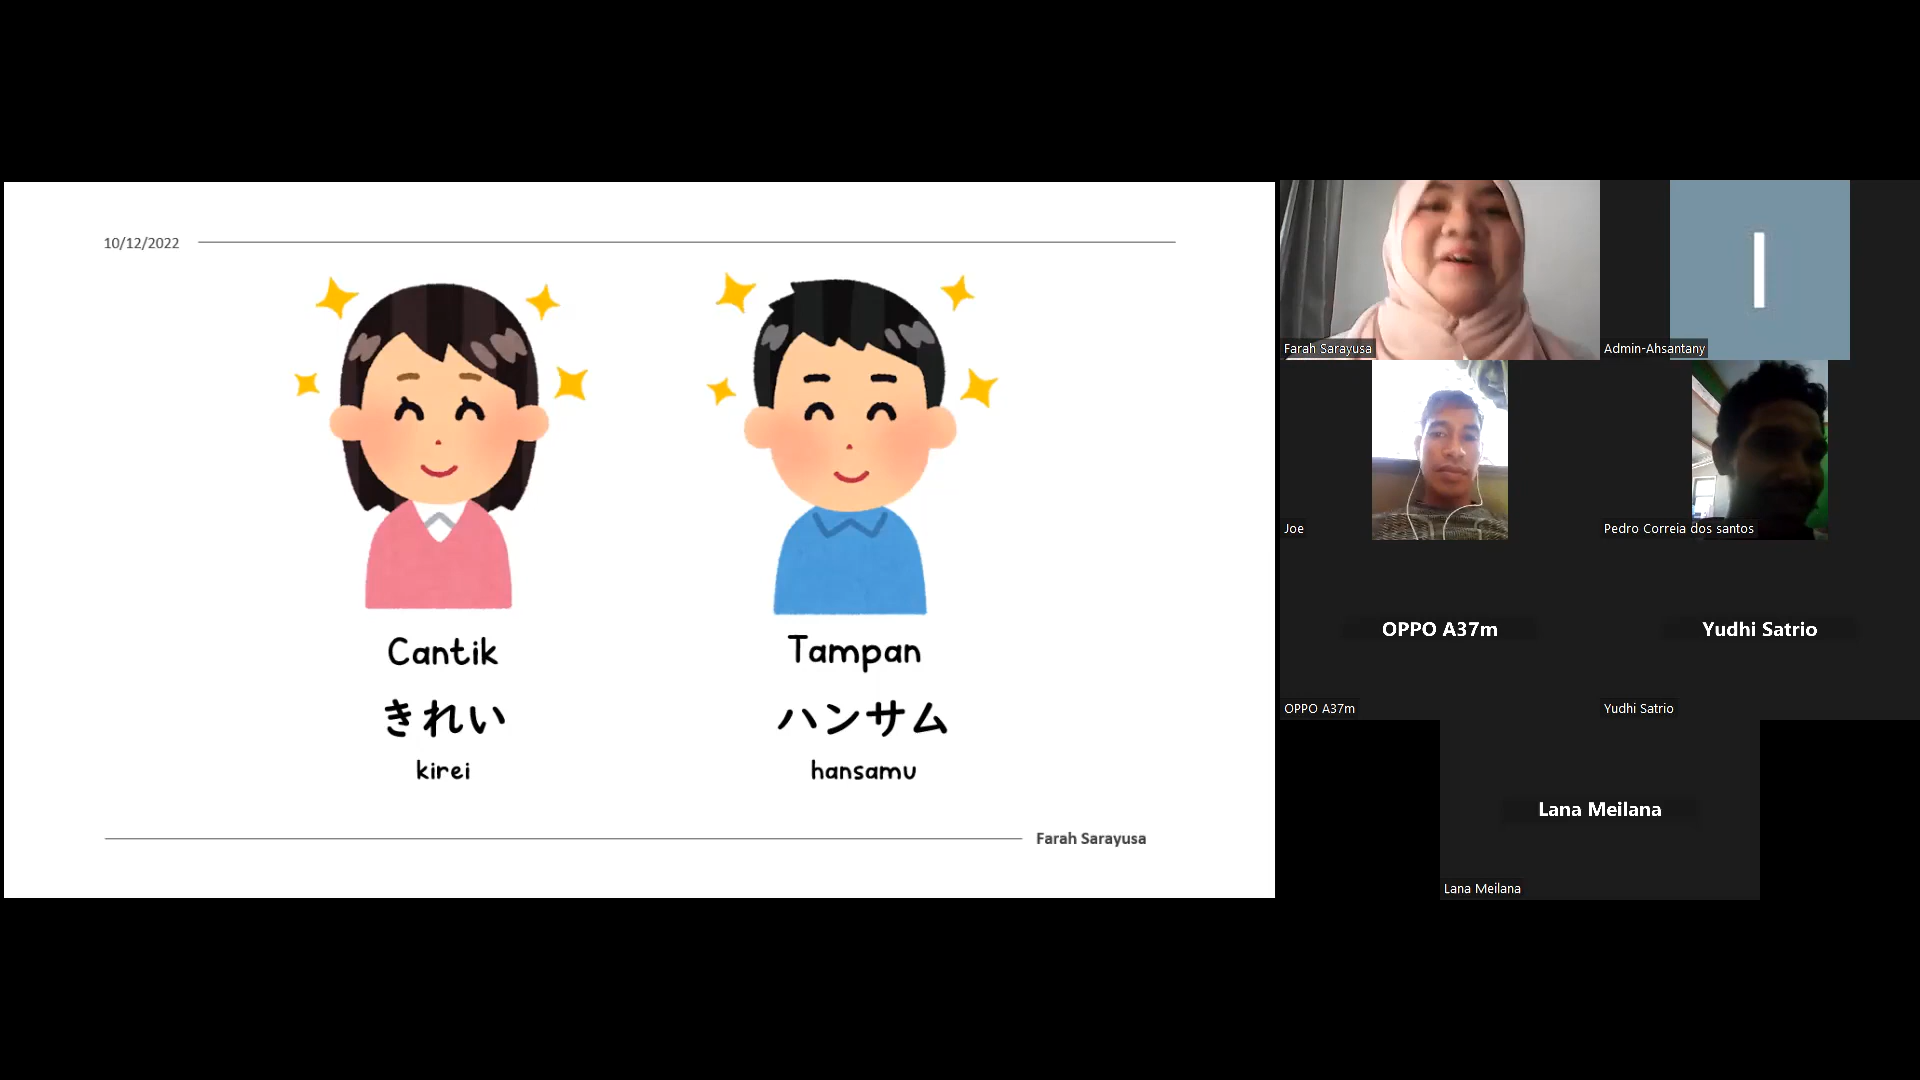 10/12/2022
Cantik
きれい
kirei
Tampan
ハンサム
hansamu
Farah Sarayusa
Farah Sarayusa
I
Admin-Ahsantany
Joe
Pedro Correia dos santos
OPPO A37m
OPPO A37m
Yudhi Satrio
Yudhi Satrio
Lana Meilana
Lana Meilana